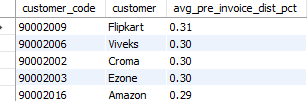 customer_code customer avg_pre_invoice_dist_pct
90002009 Flipkart 0.31
90002006 Viveks 0.30
90002002 Croma 0.30
90002003 Ezone 0.30
90002016 Amazon 0.29